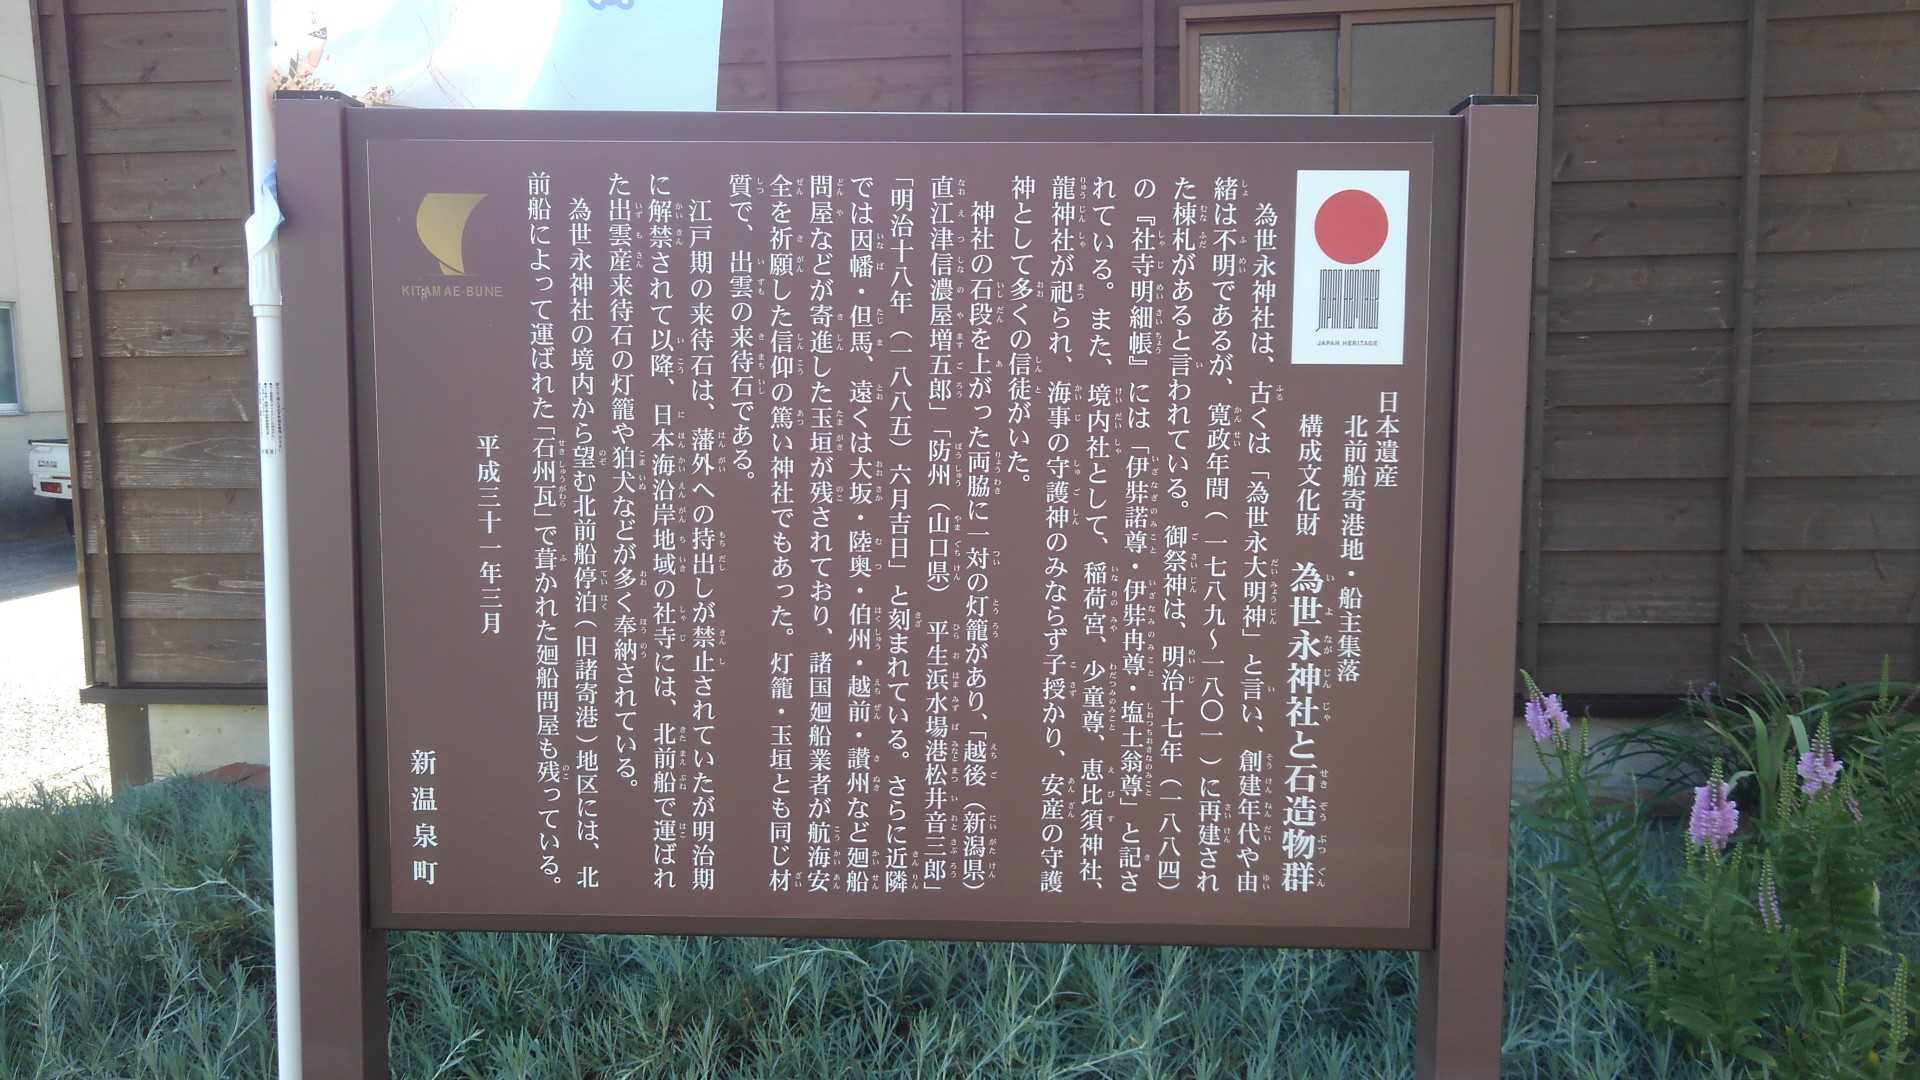 日本遺産
北前船寄港地・船主集落
構成文化財　為世永神社と石造物群
為世永神社は、古くは「為世永大明神」と言い、創建年代や由
緒は不明であるが、寛政年間（一七八九～一八〇一）に再建され
た棟札があると言われている。御祭神は、明治十七年（一八八四）
の『社寺明細帳』には「伊弉諾尊・伊弉冉尊・塩土翁尊」と記さ
れている。また、境内社として、稲荷宮、少童尊、恵比須神社、
龍神社が祀られ、海事の守護神のみならず子授かり、安産の守護
神として多くの信徒がいた。
神社の石段を上がった両脇に一対の灯籠があり、「越後（新潟県）
直江津信濃屋増五郎」「防州（山口県）　平生浜水場港松井音三郎」
「明治十八年（一八八五）六月吉日」と刻まれている。さらに近隣
では因幡・但馬、遠くは大坂・陸奥・伯州・越前・讃州など廻船
問屋などが寄進した玉垣が残されており、諸国廻船業者が航海安
全を祈願した信仰の篤い神社でもあった。灯籠・玉垣とも同じ材
質で、出雲の来待石である。
江戸期の来待石は、藩外への持出しが禁止されていたが明治期
に解禁されて以降、日本海沿岸地域の社寺には、北前船で運ばれ
た出雲産来待石の灯籠や狛犬などが多く奉納されている。
為世永神社の境内から望む北前船停泊（旧諸寄港）地区には、北
前船によって運ばれた「石州瓦」で葺かれた廻船問屋も残っている。
平成三十一年三月
新温泉町
JAPAN HERITAGE
KITAMAE-BUNE